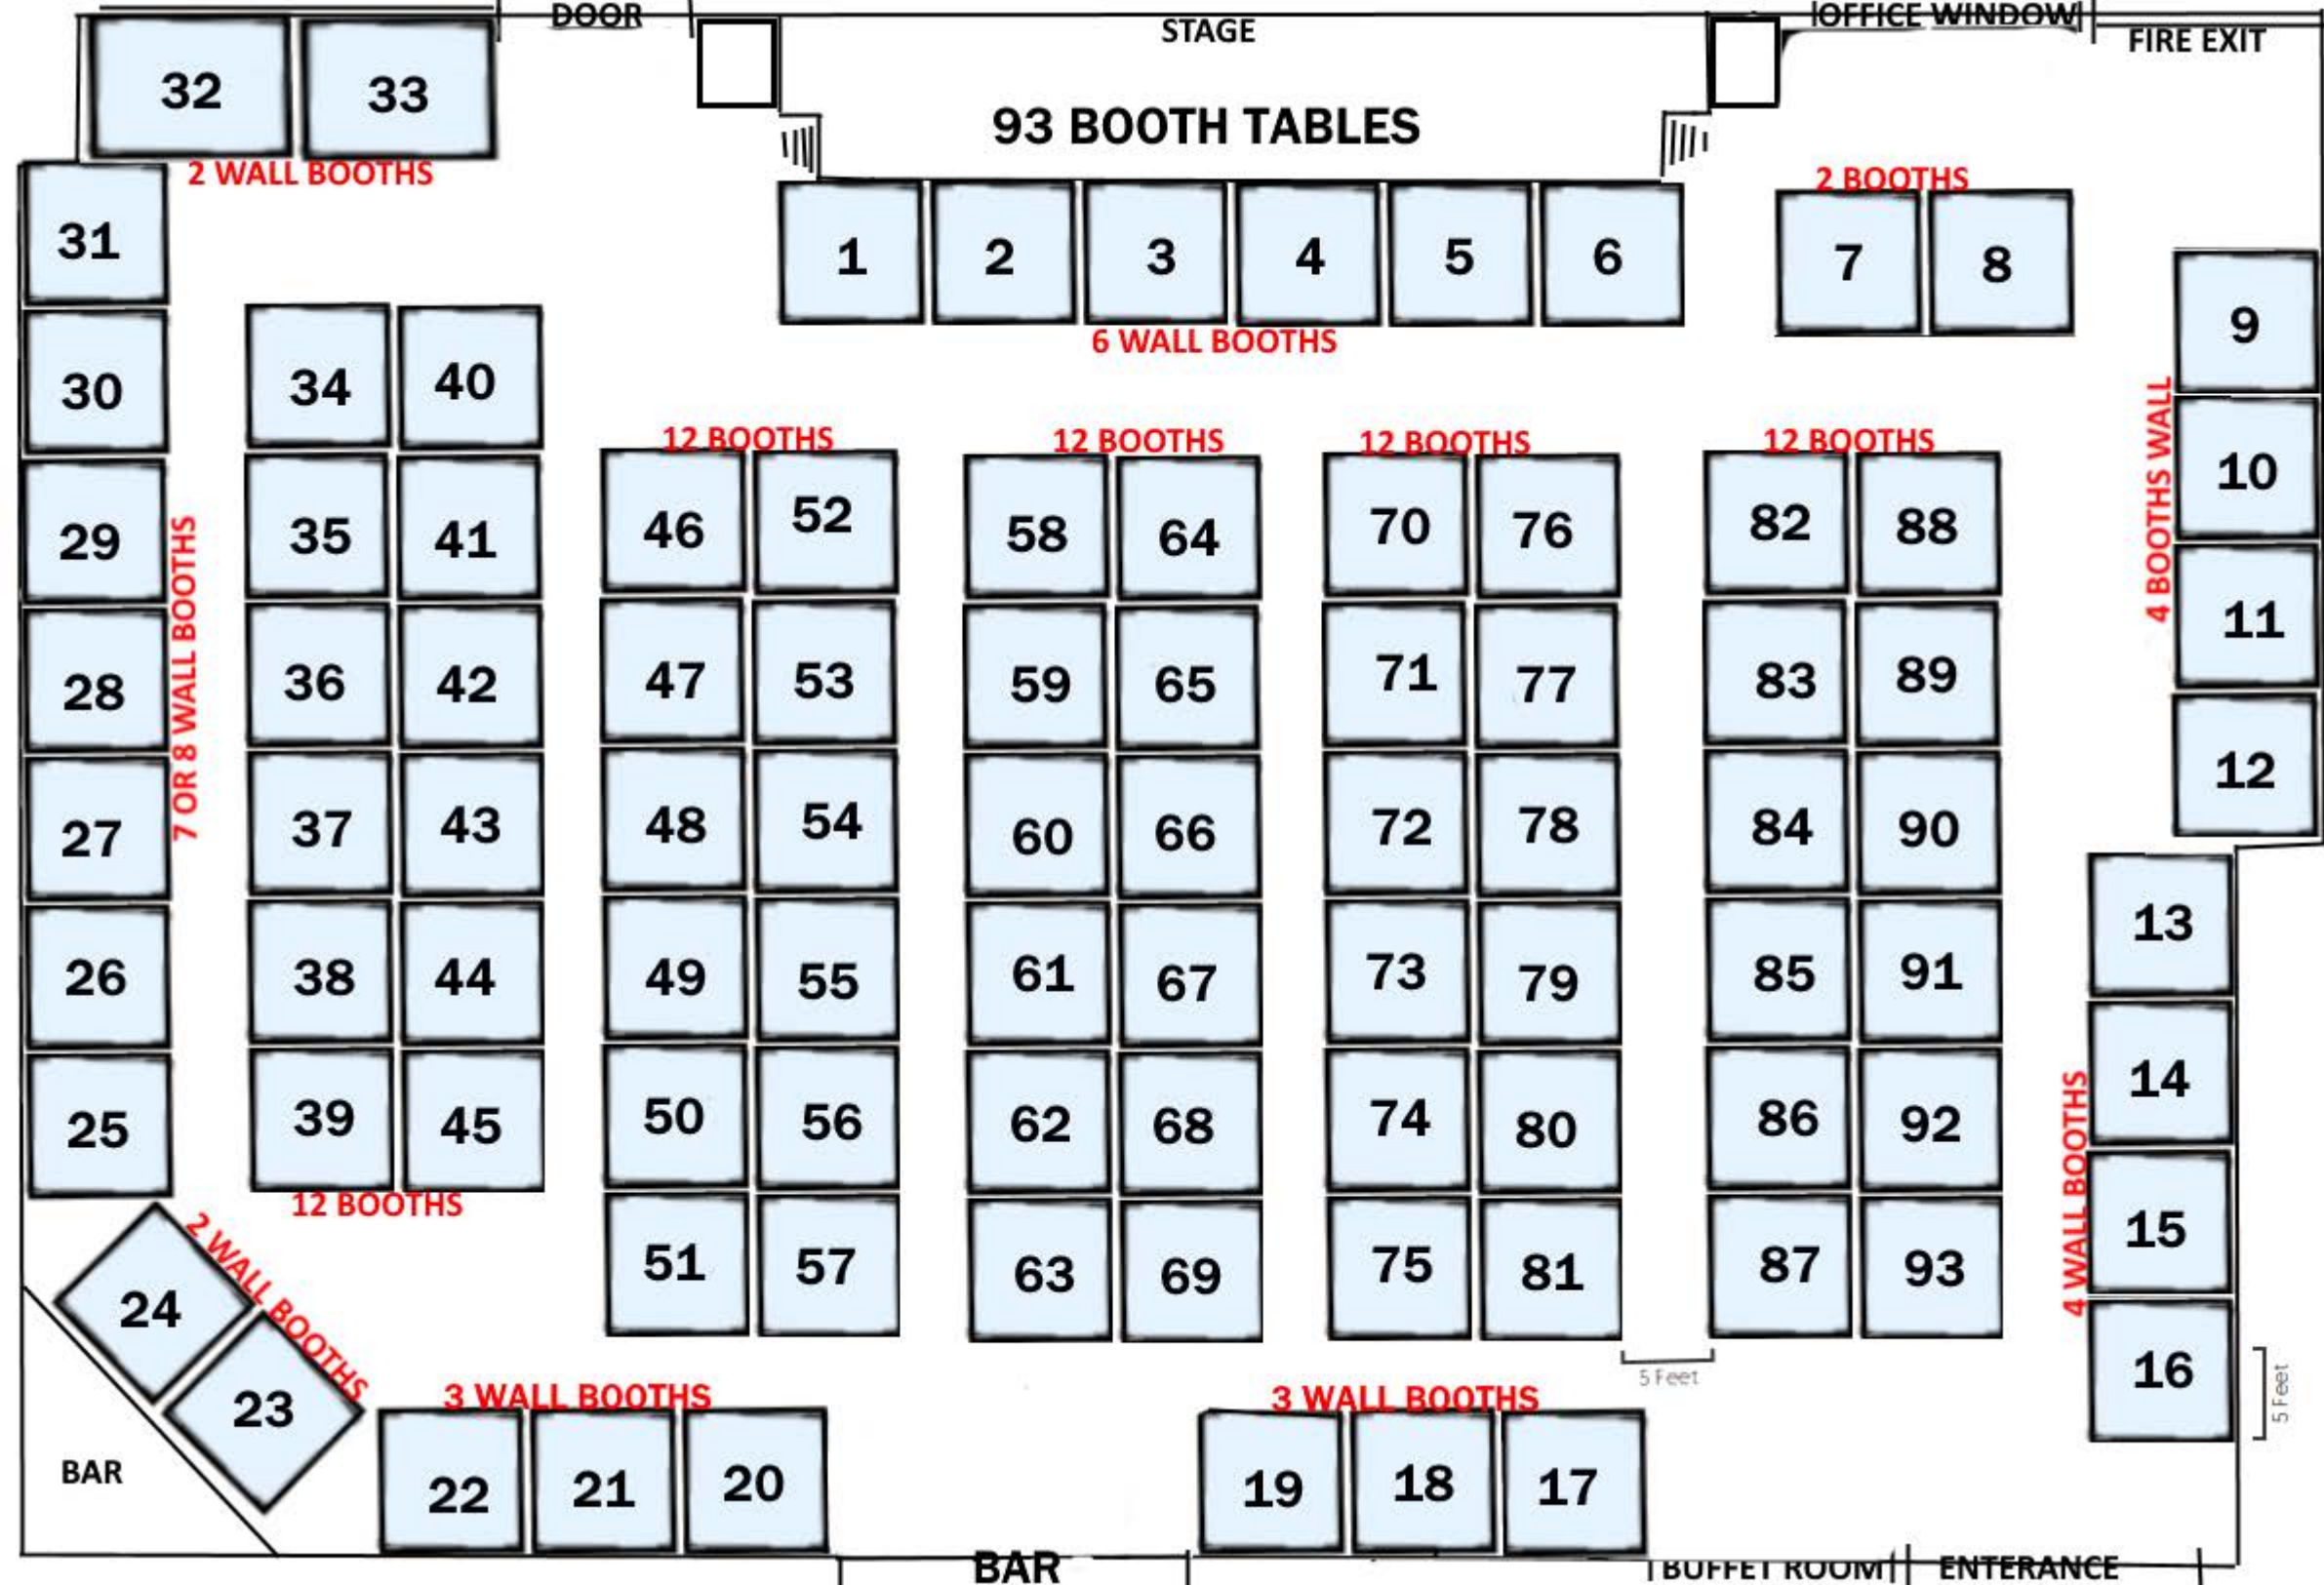 DOOR
STAGE
OFFICE WINDOW
FIRE EXIT
32 33
93 BOOTH TABLES
2 WALL BOOTHS
2 BOOTHS
31
1 2 3 4 5 6
7 8
9
6 WALL BOOTHS
30
34 40
4 BOOTHS WALL
12 BOOTHS
12 BOOTHS
12 BOOTHS
12 BOOTHS
10
29
35 41
46 52
58 64
70 76
82 88
7 OR 8 WALL BOOTHS
11
28
36 42
47 53
59 65
71 77
83 89
12
27
37 43
48 54
60 66
72 78
84 90
13
26
38 44
49 55
61 67
73 79
85 91
14
25
39 45
50 56
62 68
74 80
86 92
4 WALL BOOTHS
12 BOOTHS
15
2 WALL BOOTHS
24
51 57
63 69
75 81
87 93
16
5 Feet
5 Feet
23
3 WALL BOOTHS
3 WALL BOOTHS
BAR
22 21 20
19 18 17
BAR
BUFFET ROOM
ENTERANCE